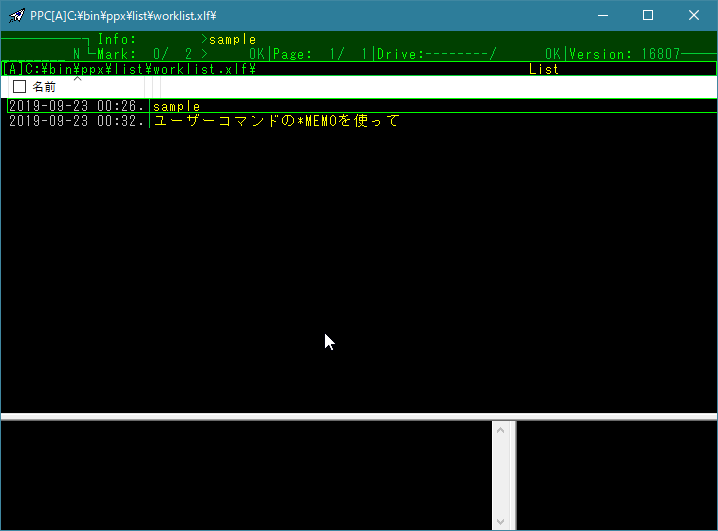 PPC[A]C:¥bin¥ppx¥list¥worklist.xlf¥
Info: >sample
N Mark: 0/ 2 > OK|Page: 1/ 1|Drive:--------/ OK|Version: 16807
[A]C:¥bin¥ppx¥list¥worklist.xlf¥ List
名前
2019-09-23 00:26.|sample
2019-09-23 00:32.|ユーザーコマンドの*MEMOを使って